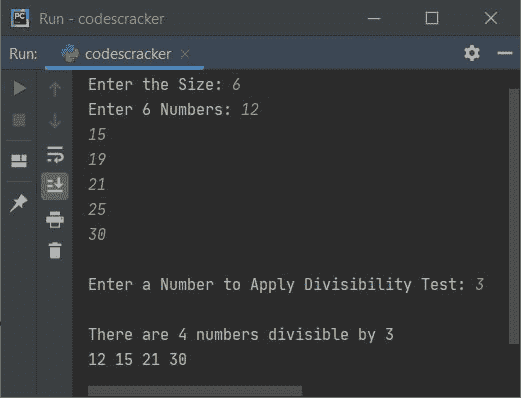 PC Run - codescracker
Run: codescracker
Enter the Size: 6
Enter 6 Numbers: 12
15
19
21
25
30
Enter a Number to Apply Divisibility Test: 3
There are 4 numbers divisible by 3
12 15 21 30